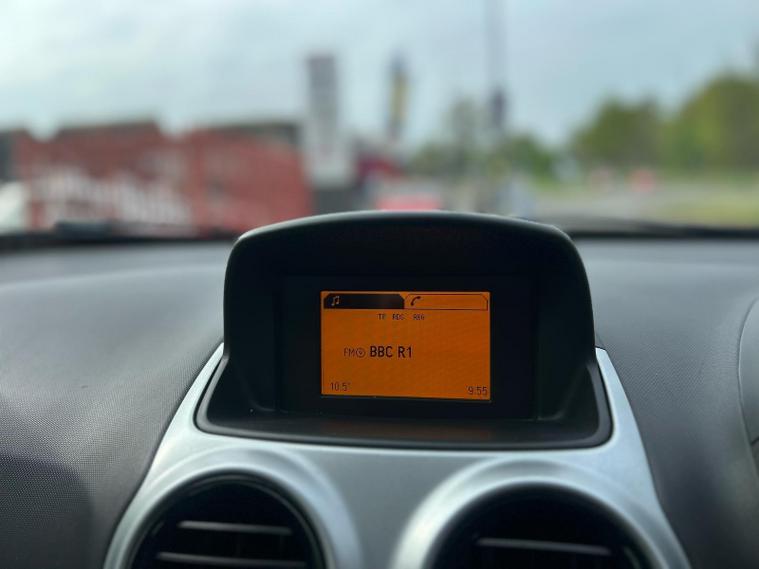 TP RDS REG
FM BBC R1
10.5° 9:55